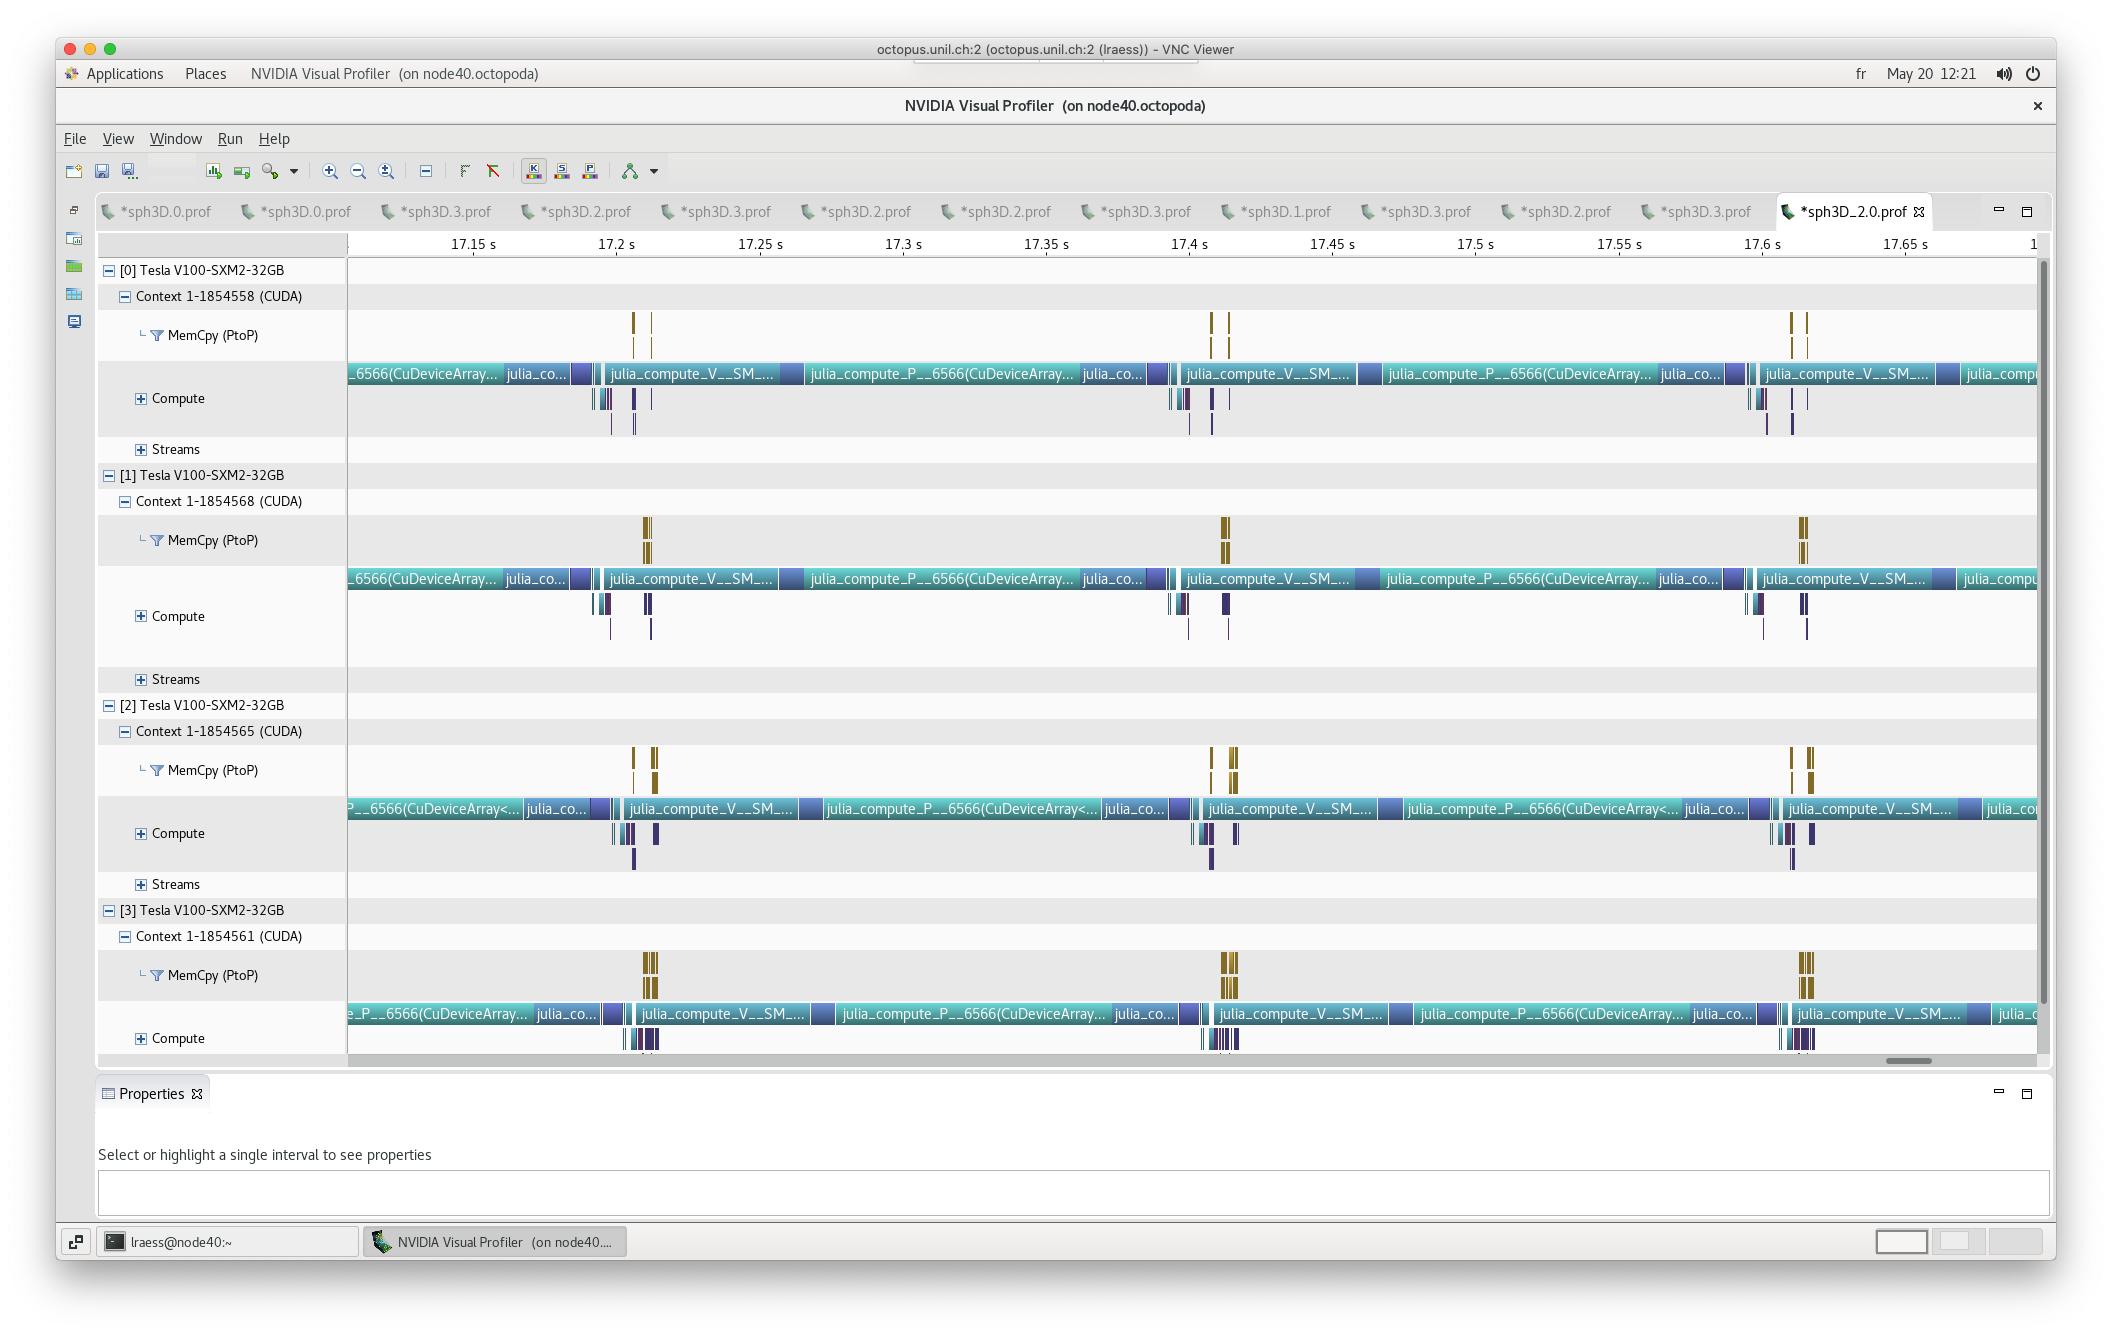 octopus.unil.ch:2 (octopus.unil.ch:2 (lraess)) - VNC Viewer
Applications Places NVIDIA Visual Profiler (on node40.octopoda) fr May 20 12:21
NVIDIA Visual Profiler (on node40.octopoda)
File View Window Run Help
K S P
*sph3D.0.prof *sph3D.0.prof *sph3D.3.prof *sph3D.2.prof *sph3D.3.prof *sph3D.2.prof *sph3D.2.prof *sph3D.3.prof *sph3D.1.prof *sph3D.3.prof *sph3D.2.prof *sph3D.3.prof *sph3D_2.0.prof
17.15 s 17.2 s 17.25 s 17.3 s 17.35 s 17.4 s 17.45 s 17.5 s 17.55 s 17.6 s 17.65 s 1
[0] Tesla V100-SXM2-32GB
Context 1-1854558 (CUDA)
MemCpy (PtoP)
_6566(CuDeviceArray... julia_co... julia_compute_V__SM_... julia_compute_P__6566(CuDeviceArray... julia_co... julia_compute_V__SM_... julia_compute_P__6566(CuDeviceArray... julia_co... julia_compute_V__SM_... julia_comp
Compute
Streams
[1] Tesla V100-SXM2-32GB
Context 1-1854568 (CUDA)
MemCpy (PtoP)
_6566(CuDeviceArray... julia_co... julia_compute_V__SM_... julia_compute_P__6566(CuDeviceArray... julia_co... julia_compute_V__SM_... julia_compute_P__6566(CuDeviceArray... julia_co... julia_compute_V__SM_... julia_compu
Compute
Streams
[2] Tesla V100-SXM2-32GB
Context 1-1854565 (CUDA)
MemCpy (PtoP)
P__6566(CuDeviceArray<... julia_co... julia_compute_V__SM_... julia_compute_P__6566(CuDeviceArray<... julia_co... julia_compute_V__SM_... julia_compute_P__6566(CuDeviceArray<... julia_co... julia_compute_V__SM_... julia_co
Compute
Streams
[3] Tesla V100-SXM2-32GB
Context 1-1854561 (CUDA)
MemCpy (PtoP)
e_P__6566(CuDeviceArray... julia_co... julia_compute_V__SM_... julia_compute_P__6566(CuDeviceArray... julia_co... julia_compute_V__SM_... julia_compute_P__6566(CuDeviceArray... julia_co... julia_compute_V__SM_... julia_c
Compute
Properties
Select or highlight a single interval to see properties
lraess@node40:~ NVIDIA Visual Profiler (on node40....